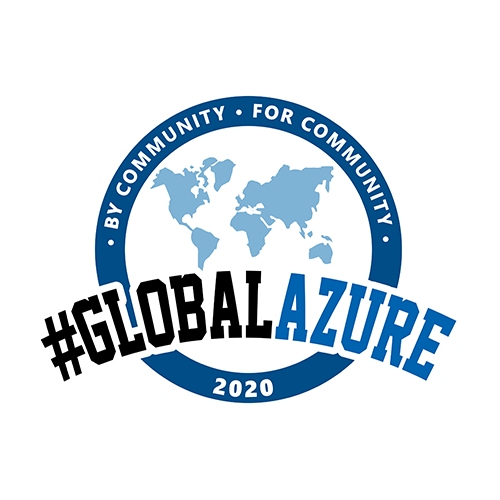 • BY COMMUNITY • FOR COMMUNITY •
#GLOBALAZURE
2020